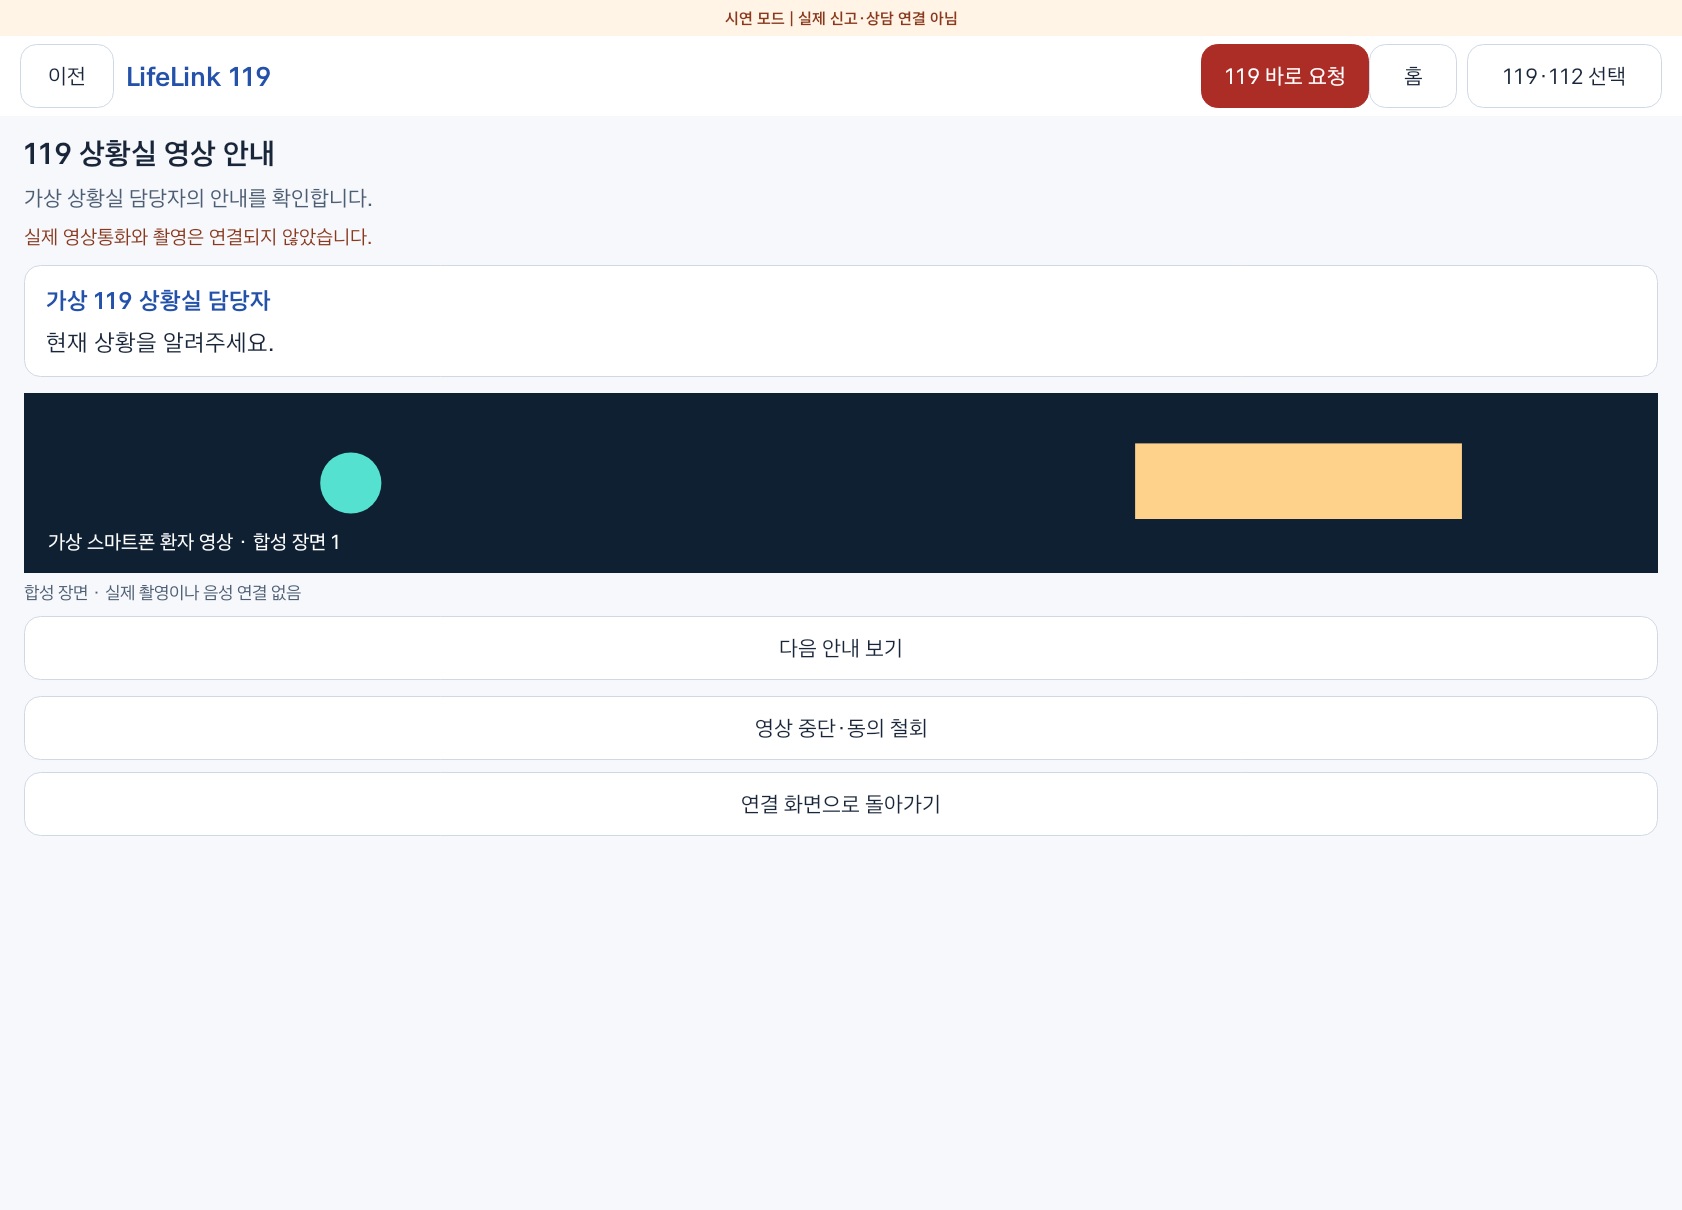 시연 모드 | 실제 신고·상담 연결 아님
이전
LifeLink 119
119 바로 요청
홈
119·112 선택
119 상황실 영상 안내
가상 상황실 담당자의 안내를 확인합니다.
실제 영상통화와 촬영은 연결되지 않았습니다.
가상 119 상황실 담당자
현재 상황을 알려주세요.
가상 스마트폰 환자 영상 · 합성 장면 1
합성 장면 · 실제 촬영이나 음성 연결 없음
다음 안내 보기
영상 중단·동의 철회
연결 화면으로 돌아가기